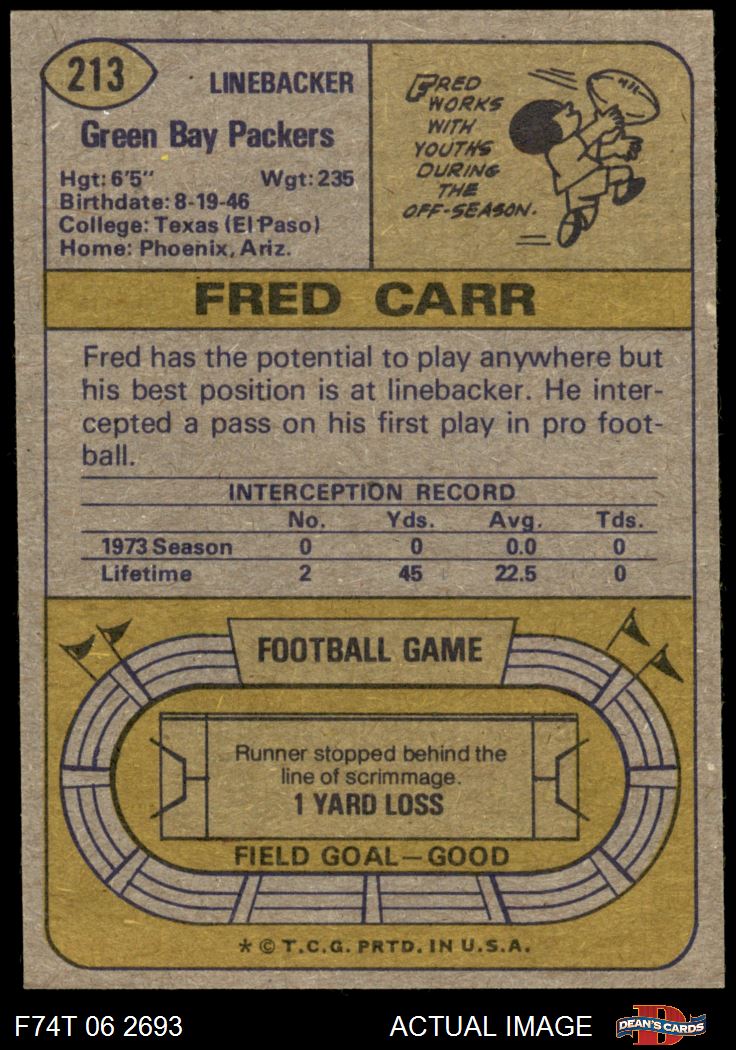 213
LINEBACKER
Green Bay Packers
Hgt: 6'5" Wgt: 235
Birthdate: 8-19-46
College: Texas (El Paso)
Home: Phoenix, Ariz.
FRED
WORKS
WITH
YOUTHS
DURING
THE
OFF-SEASON.
FRED CARR
Fred has the potential to play anywhere but
his best position is at linebacker. He inter-
cepted a pass on his first play in pro foot-
ball.
INTERCEPTION RECORD
No. Yds. Avg. Tds.
1973 Season 0 0 0.0 0
Lifetime 2 45 22.5 0
FOOTBALL GAME
Runner stopped behind the
line of scrimmage.
1 YARD LOSS
FIELD GOAL—GOOD
* © T.C.G. PRTD. IN U.S.A.
F74T 06 2693 ACTUAL IMAGE D DEAN'S CARDS